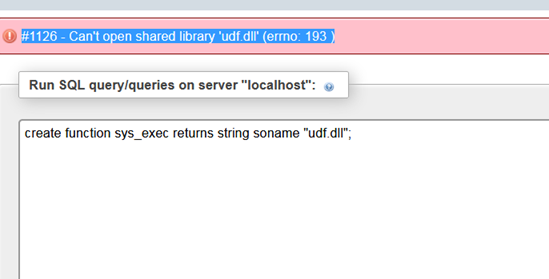 #1126 - Can't open shared library 'udf.dll' (errno: 193 )
Run SQL query/queries on server "localhost":
create function sys_exec returns string soname "udf.dll";